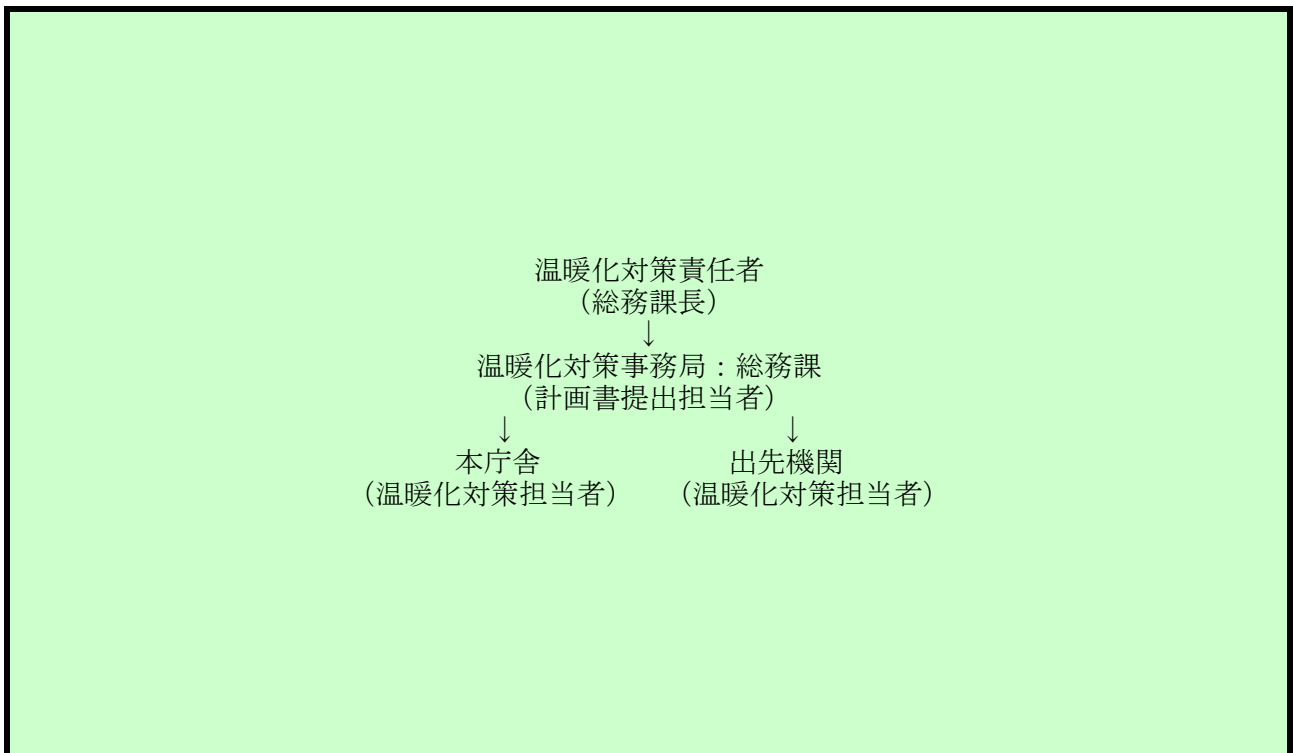 温暖化対策責任者
（総務課長）
↓
温暖化対策事務局：総務課
（計画書提出担当者）
↓ ↓
本庁舎 出先機関
（温暖化対策担当者） （温暖化対策担当者）